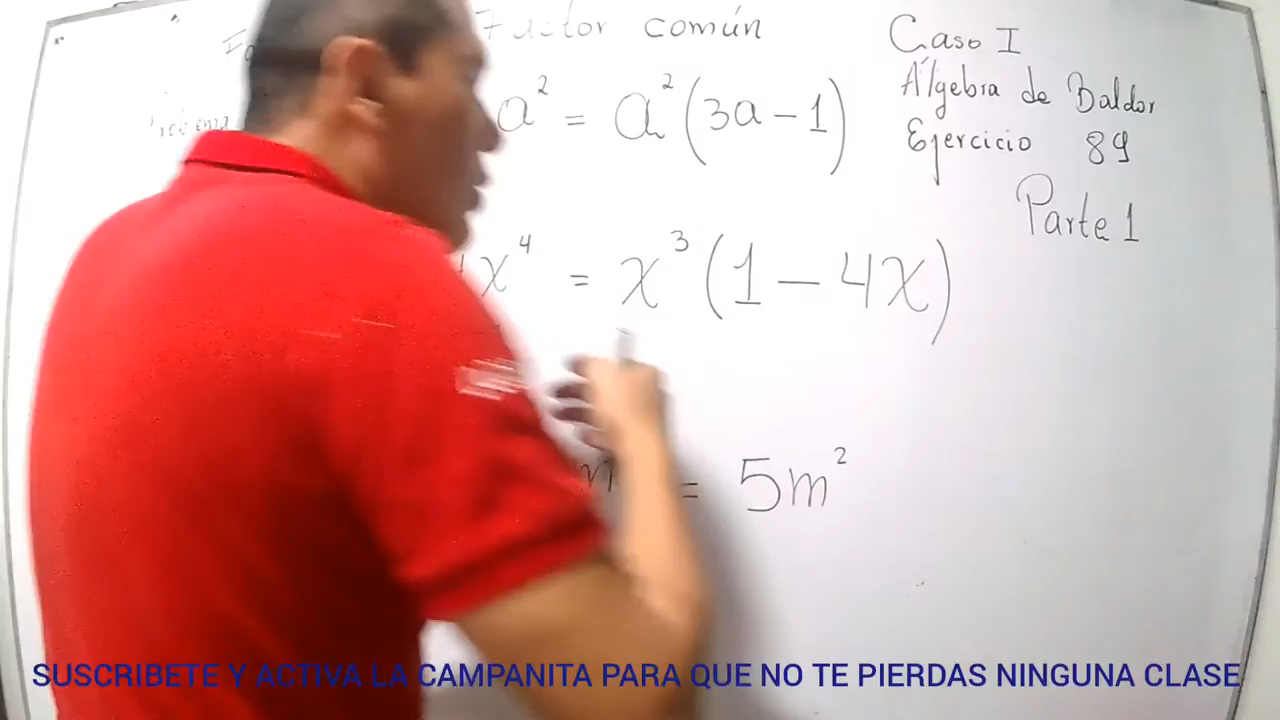 Factor común
Caso I
Álgebra de Baldor
Ejercicio 89
Parte 1
a² = a²(3a - 1)
x⁴ = x³(1 - 4x)
m = 5m²
SUSCRIBETE Y ACTIVA LA CAMPANITA PARA QUE NO TE PIERDAS NINGUNA CLASE